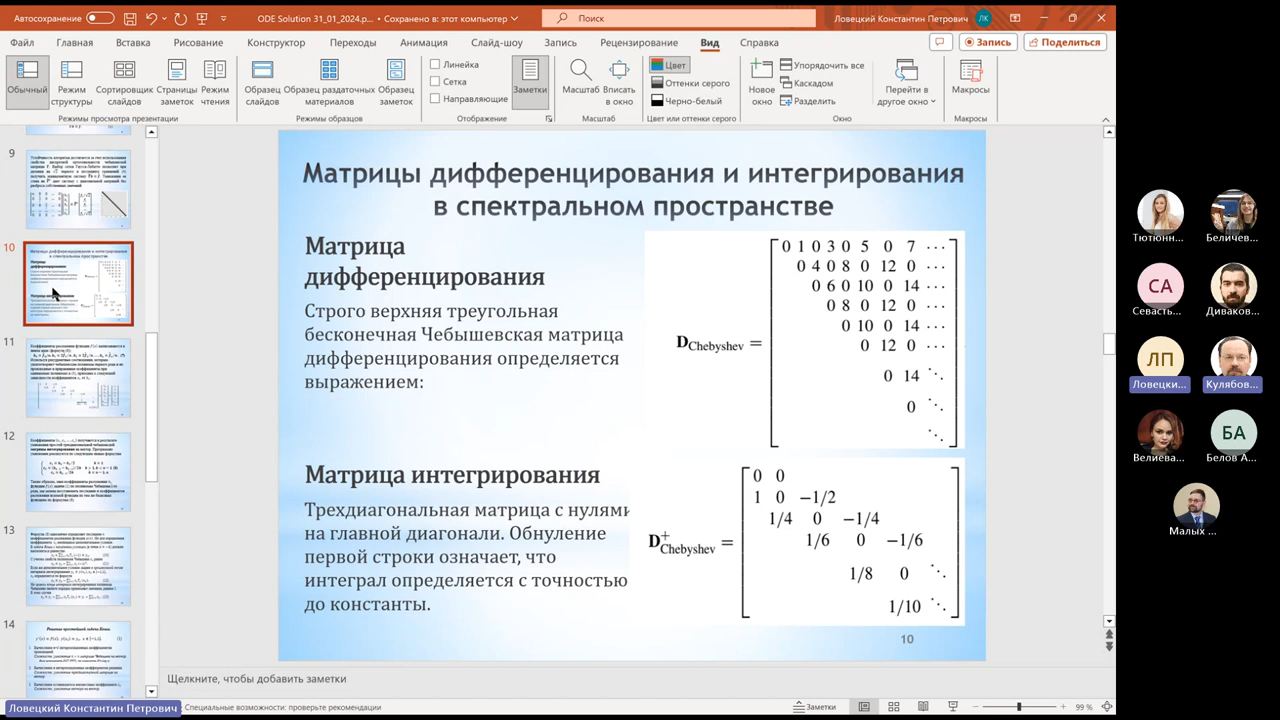 Автосохранение
ODE Solution 31_01_2024.p... • Сохранено в: этот компьютер
Поиск
Ловецкий Константин Петрович
ЛК
Файл Главная Вставка Рисование Конструктор Переходы Анимация Слайд-шоу Запись Рецензирование Вид Справка
Запись
Поделиться
Обычный
Режим структуры
Сортировщик слайдов
Страницы заметок
Режим чтения
Режимы просмотра презентации
Образец слайдов
Образец раздаточных материалов
Образец заметок
Режимы образцов
Линейка
Сетка
Направляющие
Отображение
Заметки
Масштаб
Вписать в окно
Масштаб
Цвет
Оттенки серого
Черно-белый
Цвет или оттенки серого
Новое окно
Упорядочить все
Каскадом
Разделить
Перейти в другое окно
Окно
Макросы
Макросы
9
10
11
12
13
14
Матрицы дифференцирования и интегрирования
в спектральном пространстве
Матрица
дифференцирования
Строго верхняя треугольная
бесконечная Чебышевская матрица
дифференцирования определяется
выражением:
D Chebyshev =
0 1 0 3 0 5 0 7 ⋯
0 4 0 8 0 12 0 ⋯
0 6 0 10 0 14 ⋯
0 8 0 12 0 ⋯
0 10 0 14 ⋯
0 12 0 ⋯
0 14 ⋱
0 ⋱
⋱
Матрица интегрирования
Трехдиагональная матрица с нулями
на главной диагонали. Обнуление
первой строки означает, что
интеграл определяется с точностью
до константы.
D⁺ Chebyshev =
0 0
1 0 −1/2
1/4 0 −1/4
1/6 0 −1/6
1/8 0 ⋱
1/10 ⋱
10
Щелкните, чтобы добавить заметки
Ловецкий Константин Петрович
Специальные возможности: проверьте рекомендации
Заметки
99 %
Тютюнн...
Беличев...
СА
Севасть...
Диваков...
ЛП
Ловецки...
Кулябов...
Велиева...
БА
Белов А...
Малых ...